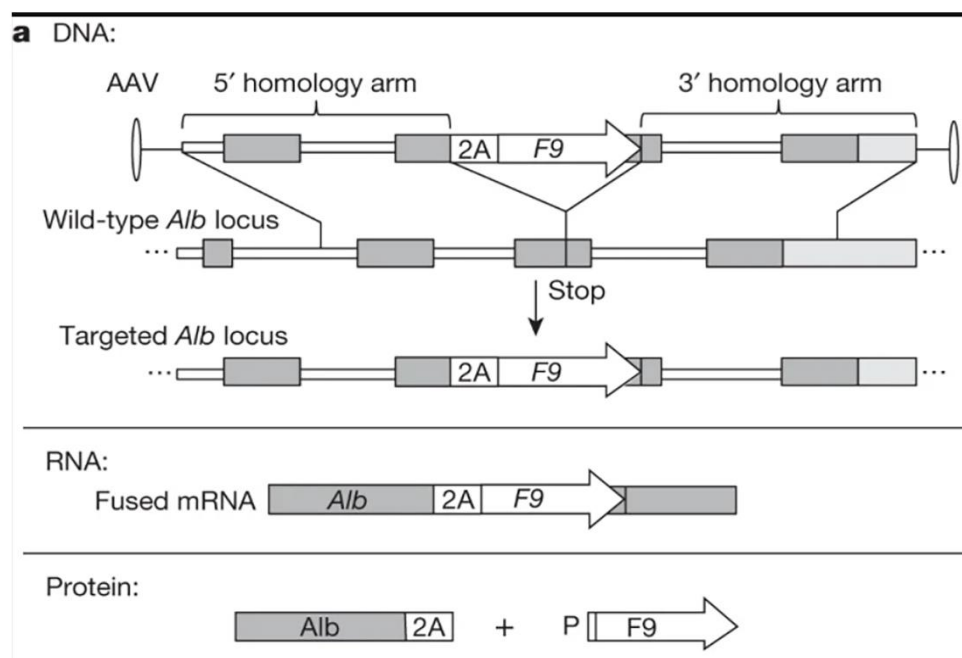 a DNA:
AAV 5′ homology arm 3′ homology arm
2A F9
Wild-type Alb locus
... ...
Stop
Targeted Alb locus
... 2A F9 ...
RNA:
Fused mRNA Alb 2A F9
Protein:
Alb 2A + P F9